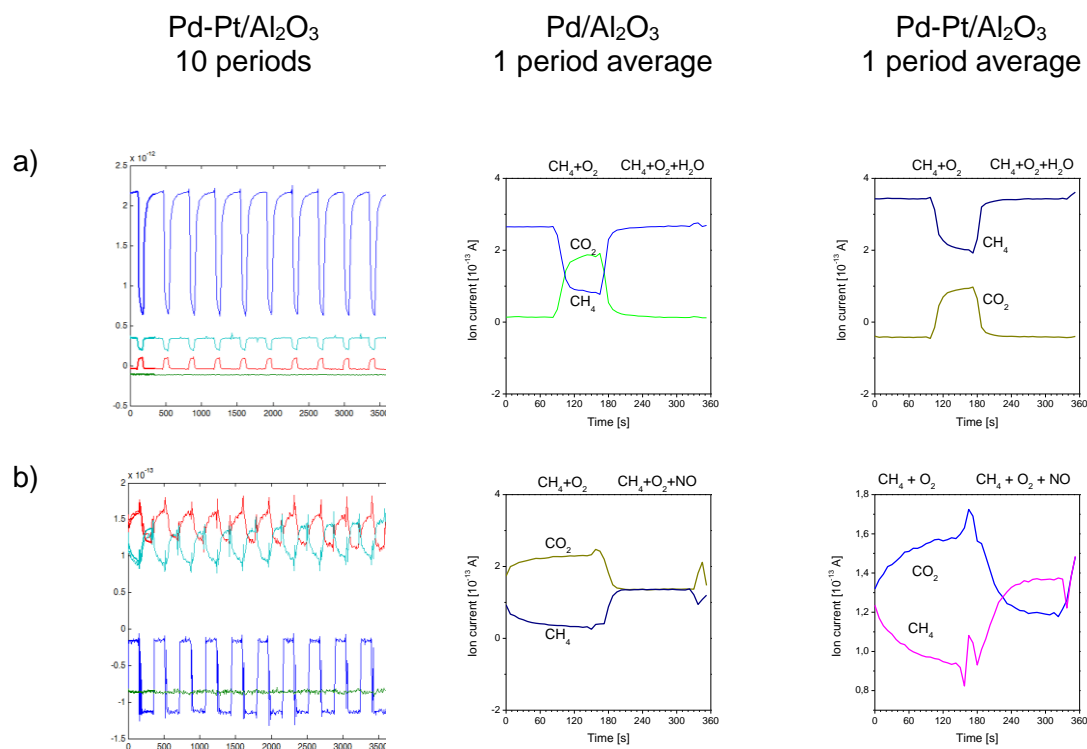 Pd-Pt/Al₂O₃
10 periods
Pd/Al₂O₃
1 period average
Pd-Pt/Al₂O₃
1 period average
a)
x 10⁻¹²
2.5
2
1.5
1
0.5
0
-0.5
0 500 1000 1500 2000 2500 3000 3500
CH₄+O₂ CH₄+O₂+H₂O
Ion current [10⁻¹³ A]
4
2
0
-2
CO₂
CH₄
0 60 120 180 240 300 360
Time [s]
CH₄+O₂ CH₄+O₂+H₂O
Ion current [10⁻¹³ A]
4
2
0
-2
CH₄
CO₂
0 60 120 180 240 300 360
Time [s]
b)
x 10⁻¹³
2
1.5
1
0.5
0
-0.5
-1
-1.5
0 500 1000 1500 2000 2500 3000 3500
CH₄+O₂ CH₄+O₂+NO
Ion current [10⁻¹³ A]
4
2
0
-2
CO₂
CH₄
0 60 120 180 240 300 360
Time [s]
CH₄ + O₂ CH₄ + O₂ + NO
Ion current [10⁻¹³ A]
1.8
1.6
1.4
1.2
1.0
0.8
CO₂
CH₄
0 60 120 180 240 300 360
Time [s]